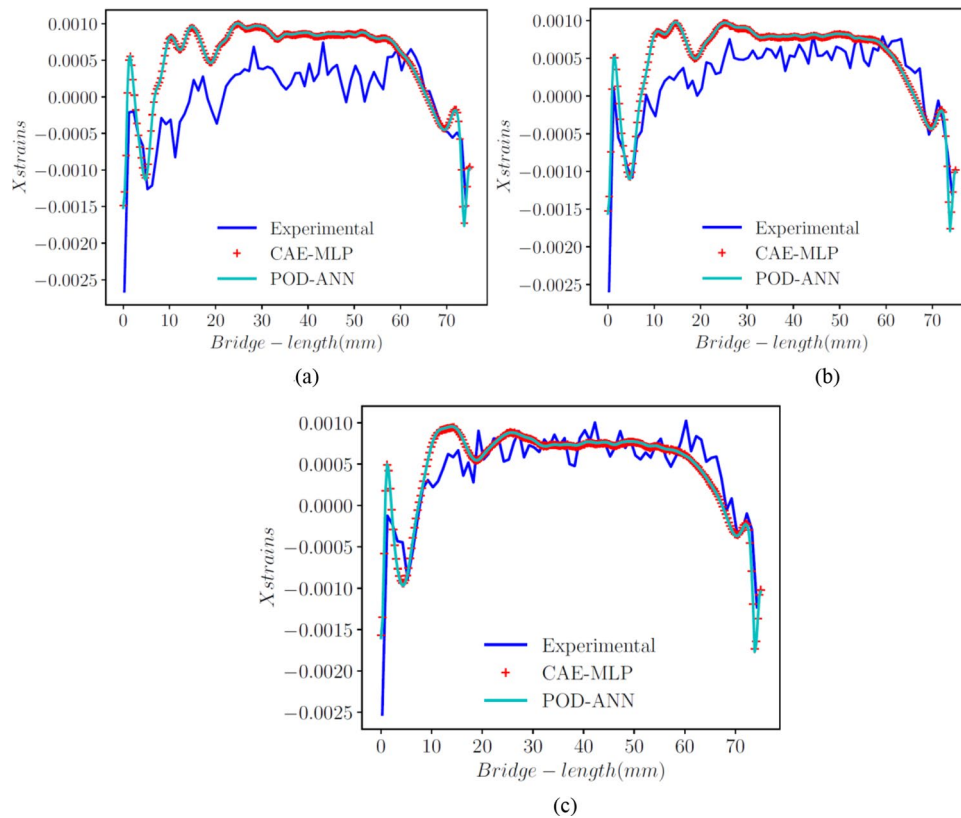 0.0010
0.0005
0.0000
−0.0005
−0.0010
−0.0015
−0.0020
−0.0025
X strains
Experimental
CAE-MLP
POD-ANN
0 10 20 30 40 50 60 70
Bridge − length(mm)
(a)
0.0010
0.0005
0.0000
−0.0005
−0.0010
−0.0015
−0.0020
−0.0025
X strains
Experimental
CAE-MLP
POD-ANN
0 10 20 30 40 50 60 70
Bridge − length(mm)
(b)
0.0010
0.0005
0.0000
−0.0005
−0.0010
−0.0015
−0.0020
−0.0025
X strains
Experimental
CAE-MLP
POD-ANN
0 10 20 30 40 50 60 70
Bridge − length(mm)
(c)